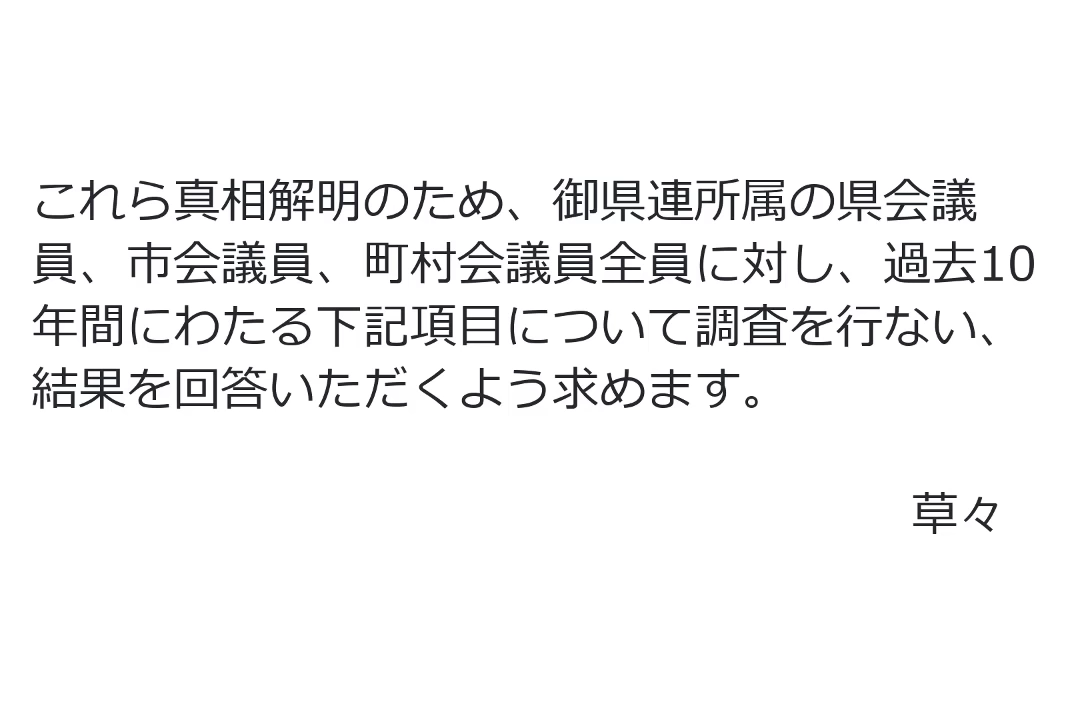 これら真相解明のため、御県連所属の県会議
員、市会議員、町村会議員全員に対し、過去10
年間にわたる下記項目について調査を行ない、
結果を回答いただくよう求めます。
草々